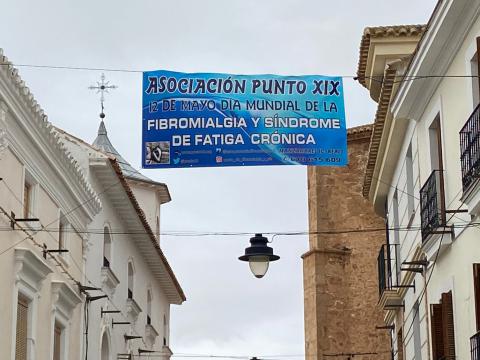 ASOCIACIÓN PUNTO XIX
12 DE MAYO DÍA MUNDIAL DE LA
FIBROMIALGIA Y SÍNDROME
DE FATIGA CRÓNICA